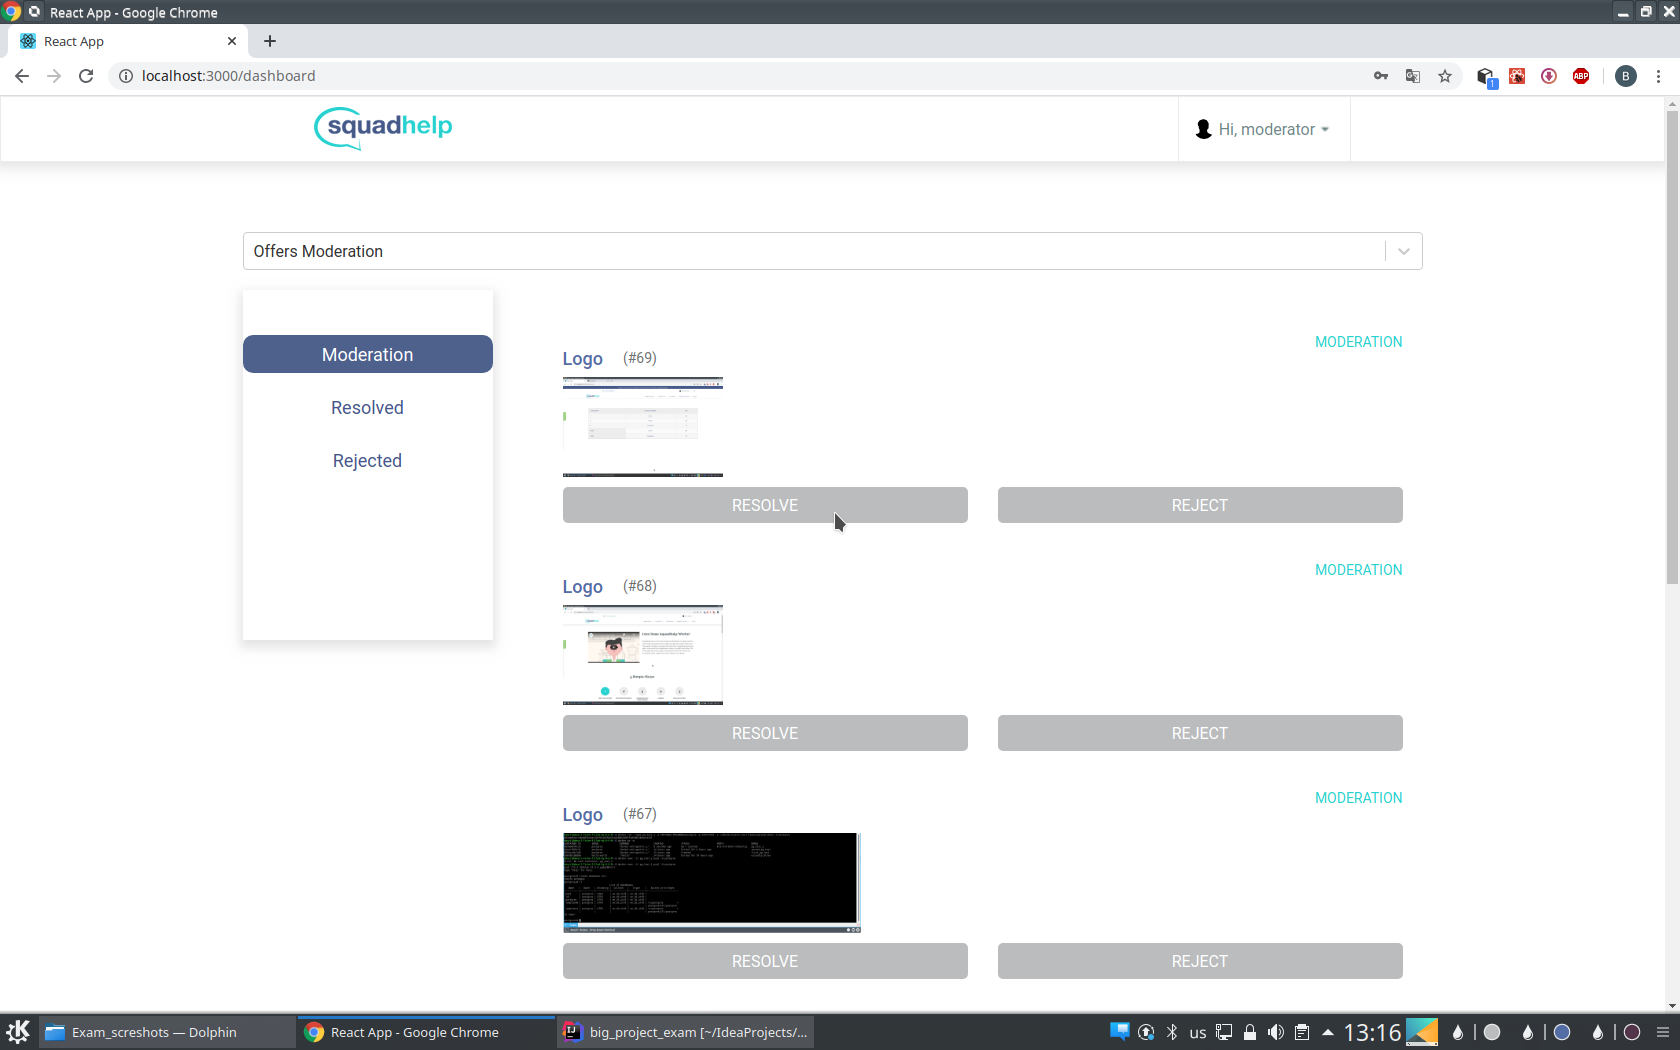 React App - Google Chrome
React App
localhost:3000/dashboard
1
ABP
B
squadhelp
Hi, moderator
Offers Moderation
Moderation
Resolved
Rejected
MODERATION
Logo (#69)
RESOLVE REJECT
MODERATION
Logo (#68)
RESOLVE REJECT
MODERATION
Logo (#67)
RESOLVE REJECT
Exam_screshots — Dolphin
React App - Google Chrome
big_project_exam [~/IdeaProjects/...
us
13:16